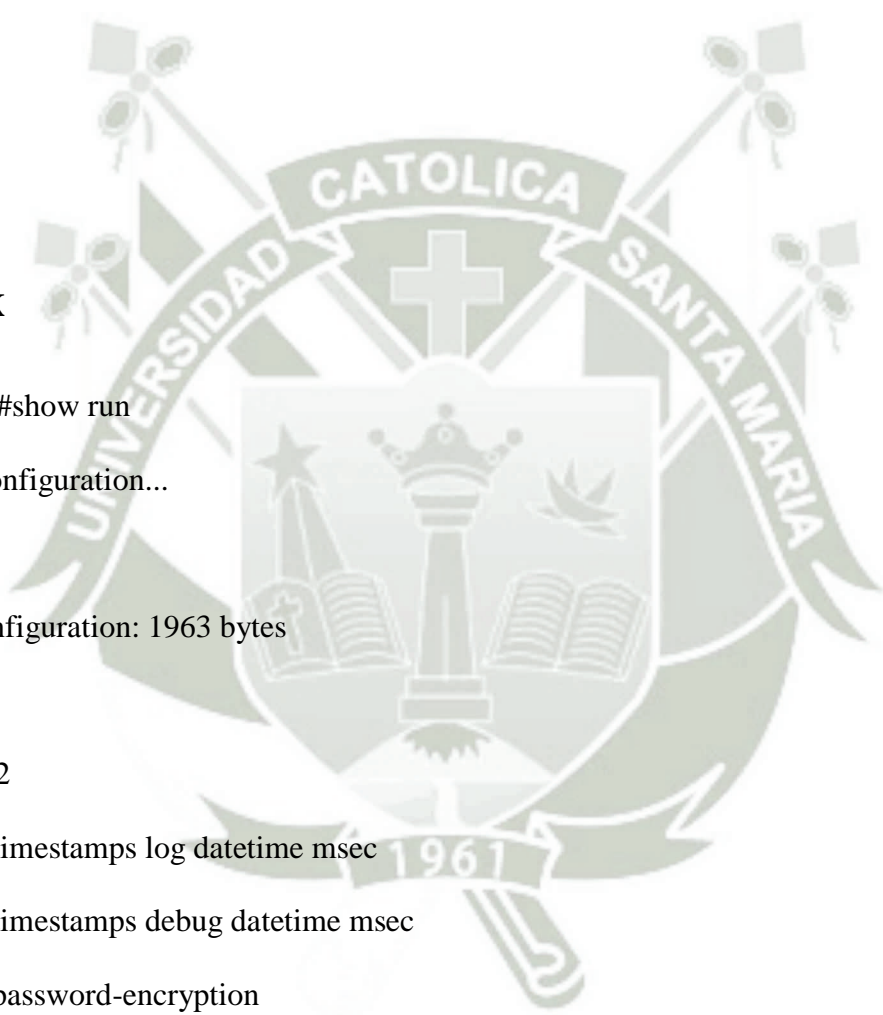 CATOLICA
UNIVERSIDAD
SANTA MARIA
#show run
onfiguration...
nfiguration: 1963 bytes
2
imestamps log datetime msec
1961
imestamps debug datetime msec
password-encryption